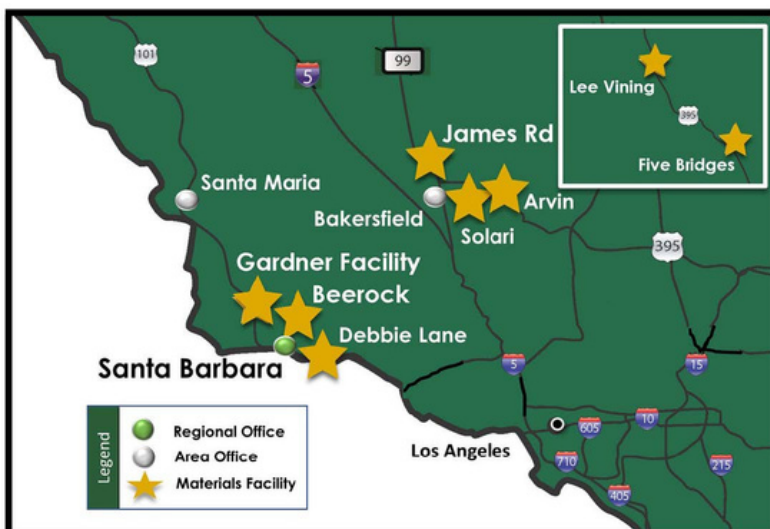 101
5
99
Lee Vining
395
Five Bridges
James Rd
Santa Maria
Bakersfield
Arvin
Solari
395
Gardner Facility
Beerock
Debbie Lane
Santa Barbara
5
15
Los Angeles
605
10
710
215
405
Legend
Regional Office
Area Office
Materials Facility